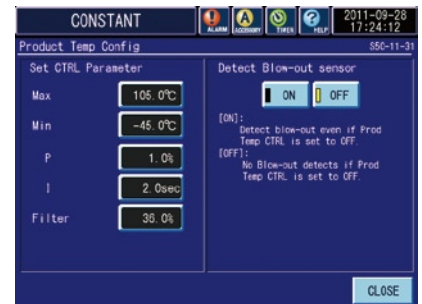 CONSTANT
ALARM
ACCESSORY
TIMER
HELP
2011-09-28
17:24:12
Product Temp Config
S5C-11-31
Set CTRL Parameter
Max 105.0℃
Min -45.0℃
P 1.0%
I 2.0sec
Filter 36.0%
Detect Blow-out sensor
ON OFF
[ON]:
Detect blow-out even if Prod
Temp CTRL is set to OFF.
[OFF]:
No Blow-out detects if Prod
Temp CTRL is set to OFF.
CLOSE